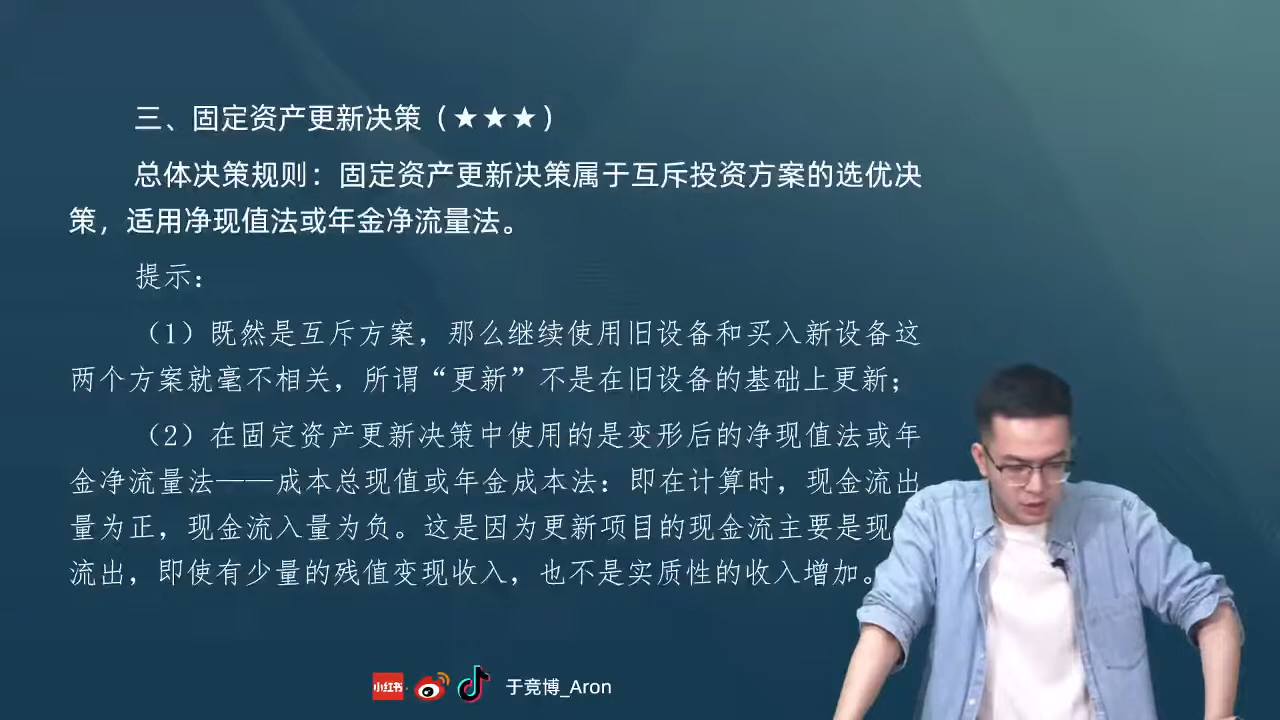 三、固定资产更新决策（★★★）
总体决策规则：固定资产更新决策属于互斥投资方案的选优决
策，适用净现值法或年金净流量法。
提示：
（1）既然是互斥方案，那么继续使用旧设备和买入新设备这
两个方案就毫不相关，所谓“更新”不是在旧设备的基础上更新；
（2）在固定资产更新决策中使用的是变形后的净现值法或年
金净流量法——成本总现值或年金成本法：即在计算时，现金流出
量为正，现金流入量为负。这是因为更新项目的现金流主要是现
流出，即使有少量的残值变现收入，也不是实质性的收入增加。
小红书 于竞博_Aron